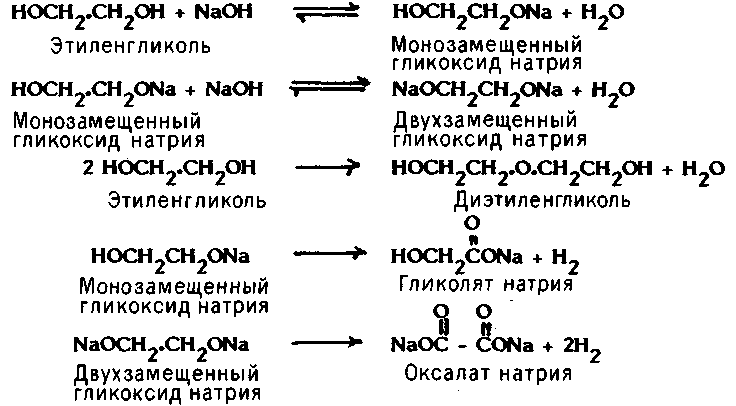 HOCH₂.CH₂OH + NaOH ⇌ HOCH₂CH₂ONa + H₂O
Этиленгликоль Монозамещенный
гликоксид натрия
HOCH₂.CH₂ONa + NaOH ⇌ NaOCH₂CH₂ONa + H₂O
Монозамещенный Двухзамещенный
гликоксид натрия гликоксид натрия
2 HOCH₂.CH₂OH → HOCH₂CH₂.O.CH₂CH₂OH + H₂O
Этиленгликоль Диэтиленгликоль
O
HOCH₂CH₂ONa → HOCH₂CONa + H₂
Монозамещенный Гликолят натрия
гликоксид натрия
O O
NaOCH₂.CH₂ONa → NaOC - CONa + 2H₂
Двухзамещенный Оксалат натрия
гликоксид натрия